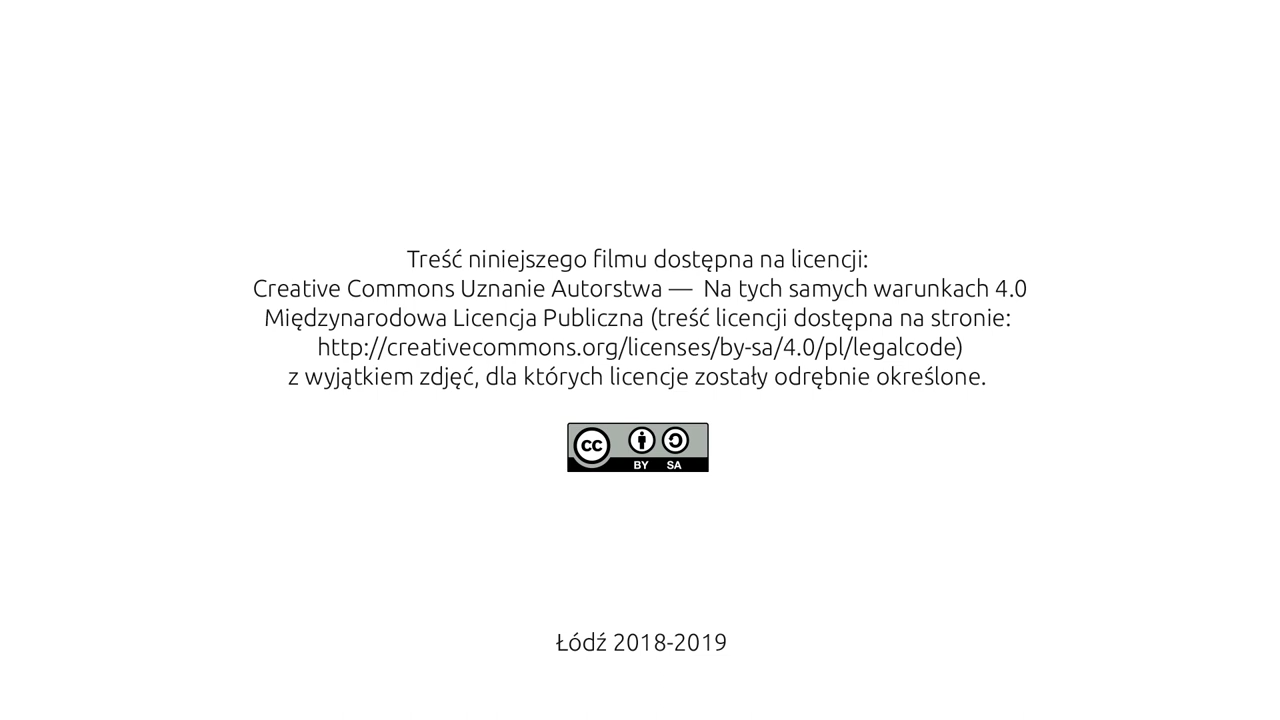 Treść niniejszego filmu dostępna na licencji:
Creative Commons Uznanie Autorstwa — Na tych samych warunkach 4.0
Międzynarodowa Licencja Publiczna (treść licencji dostępna na stronie:
http://creativecommons.org/licenses/by-sa/4.0/pl/legalcode)
z wyjątkiem zdjęć, dla których licencje zostały odrębnie określone.
cc
BY SA
Łódź 2018-2019